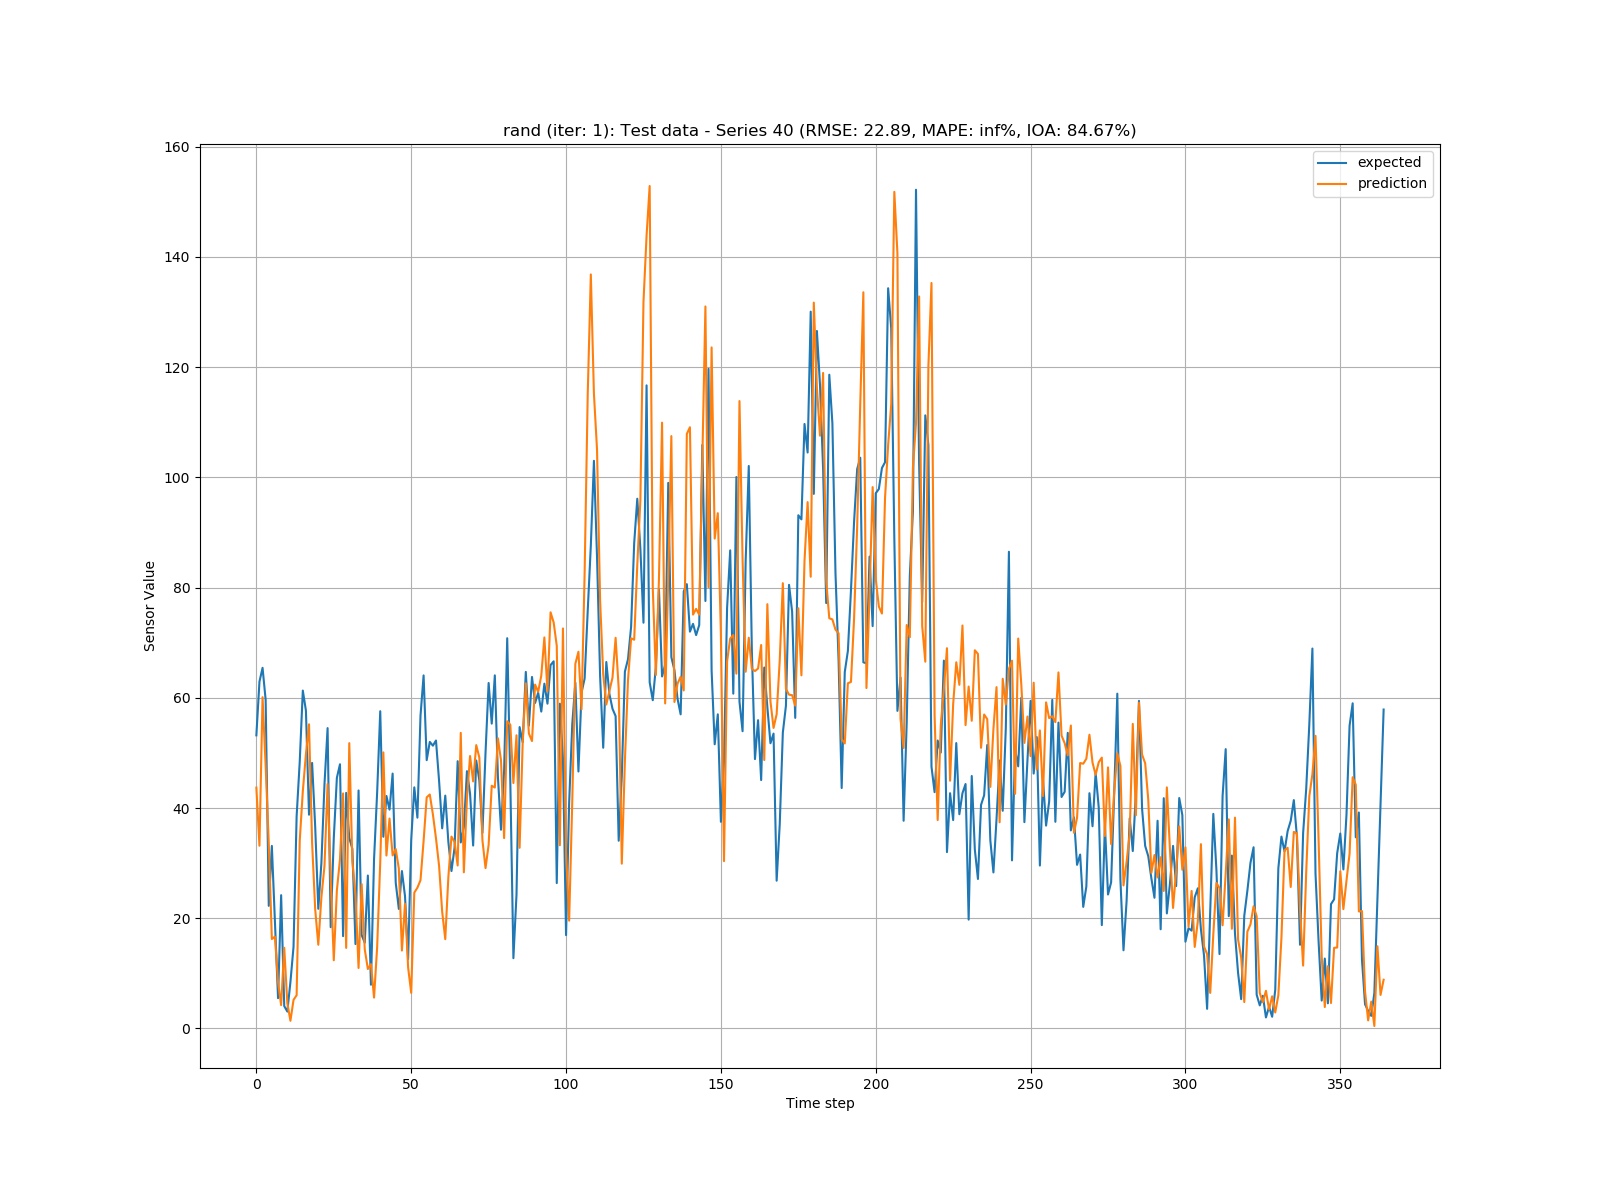 rand (iter: 1): Test data - Series 40 (RMSE: 22.89, MAPE: inf%, IOA: 84.67%)
expected
prediction
160
140
120
100
80
60
40
20
0
Sensor Value
0 50 100 150 200 250 300 350
Time step